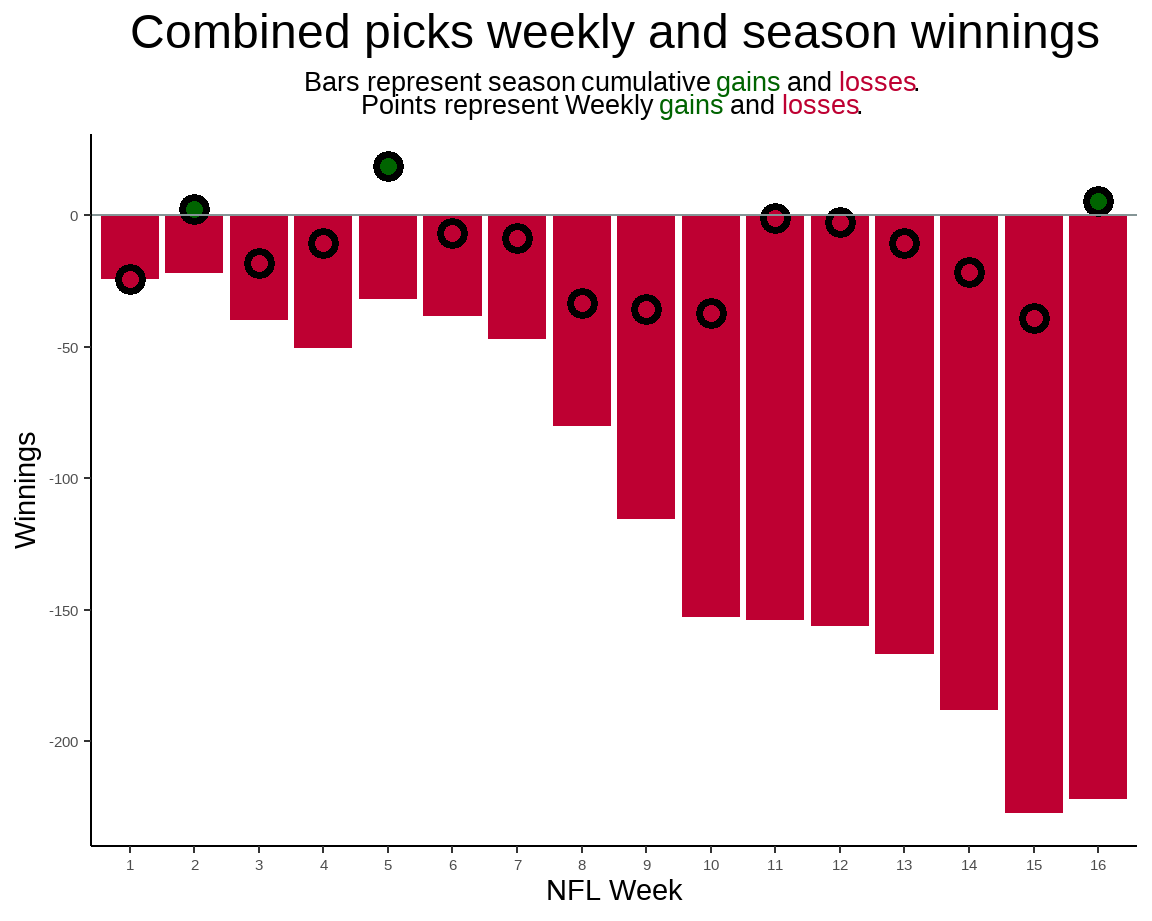 Combined picks weekly and season winnings
Bars represent season cumulative gains and losses.
Points represent Weekly gains and losses.
Winnings
0
-50
-100
-150
-200
1 2 3 4 5 6 7 8 9 10 11 12 13 14 15 16
NFL Week